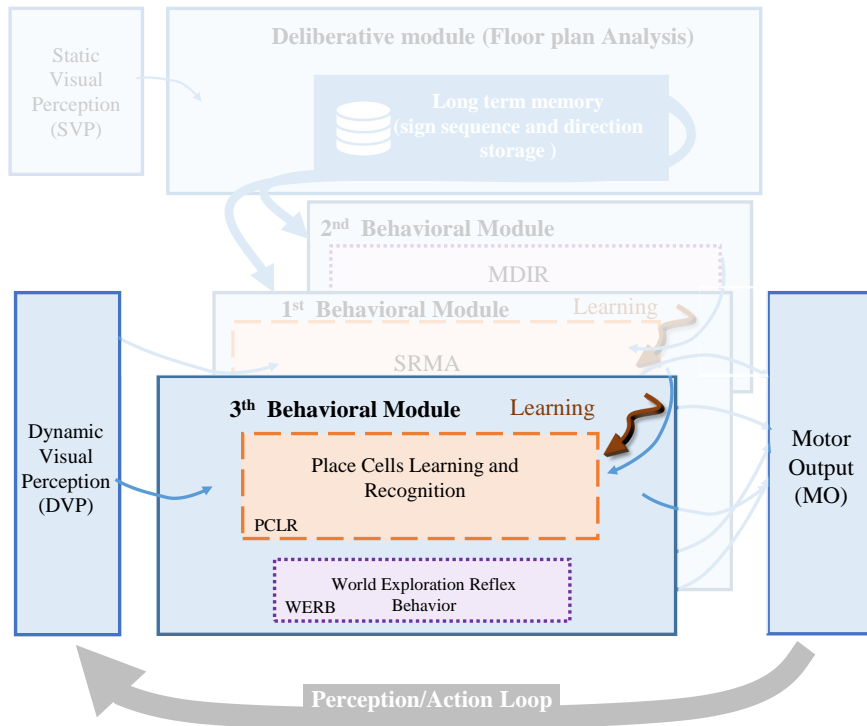 Static
Visual
Perception
(SVP)
Deliberative module (Floor plan Analysis)
Long term memory
(sign sequence and direction
storage )
2nd Behavioral Module
MDIR
1st Behavioral Module
Learning
SRMA
3th Behavioral Module
Learning
Place Cells Learning and
Recognition
PCLR
World Exploration Reflex
Behavior
WERB
Dynamic
Visual
Perception
(DVP)
Motor
Output
(MO)
Perception/Action Loop